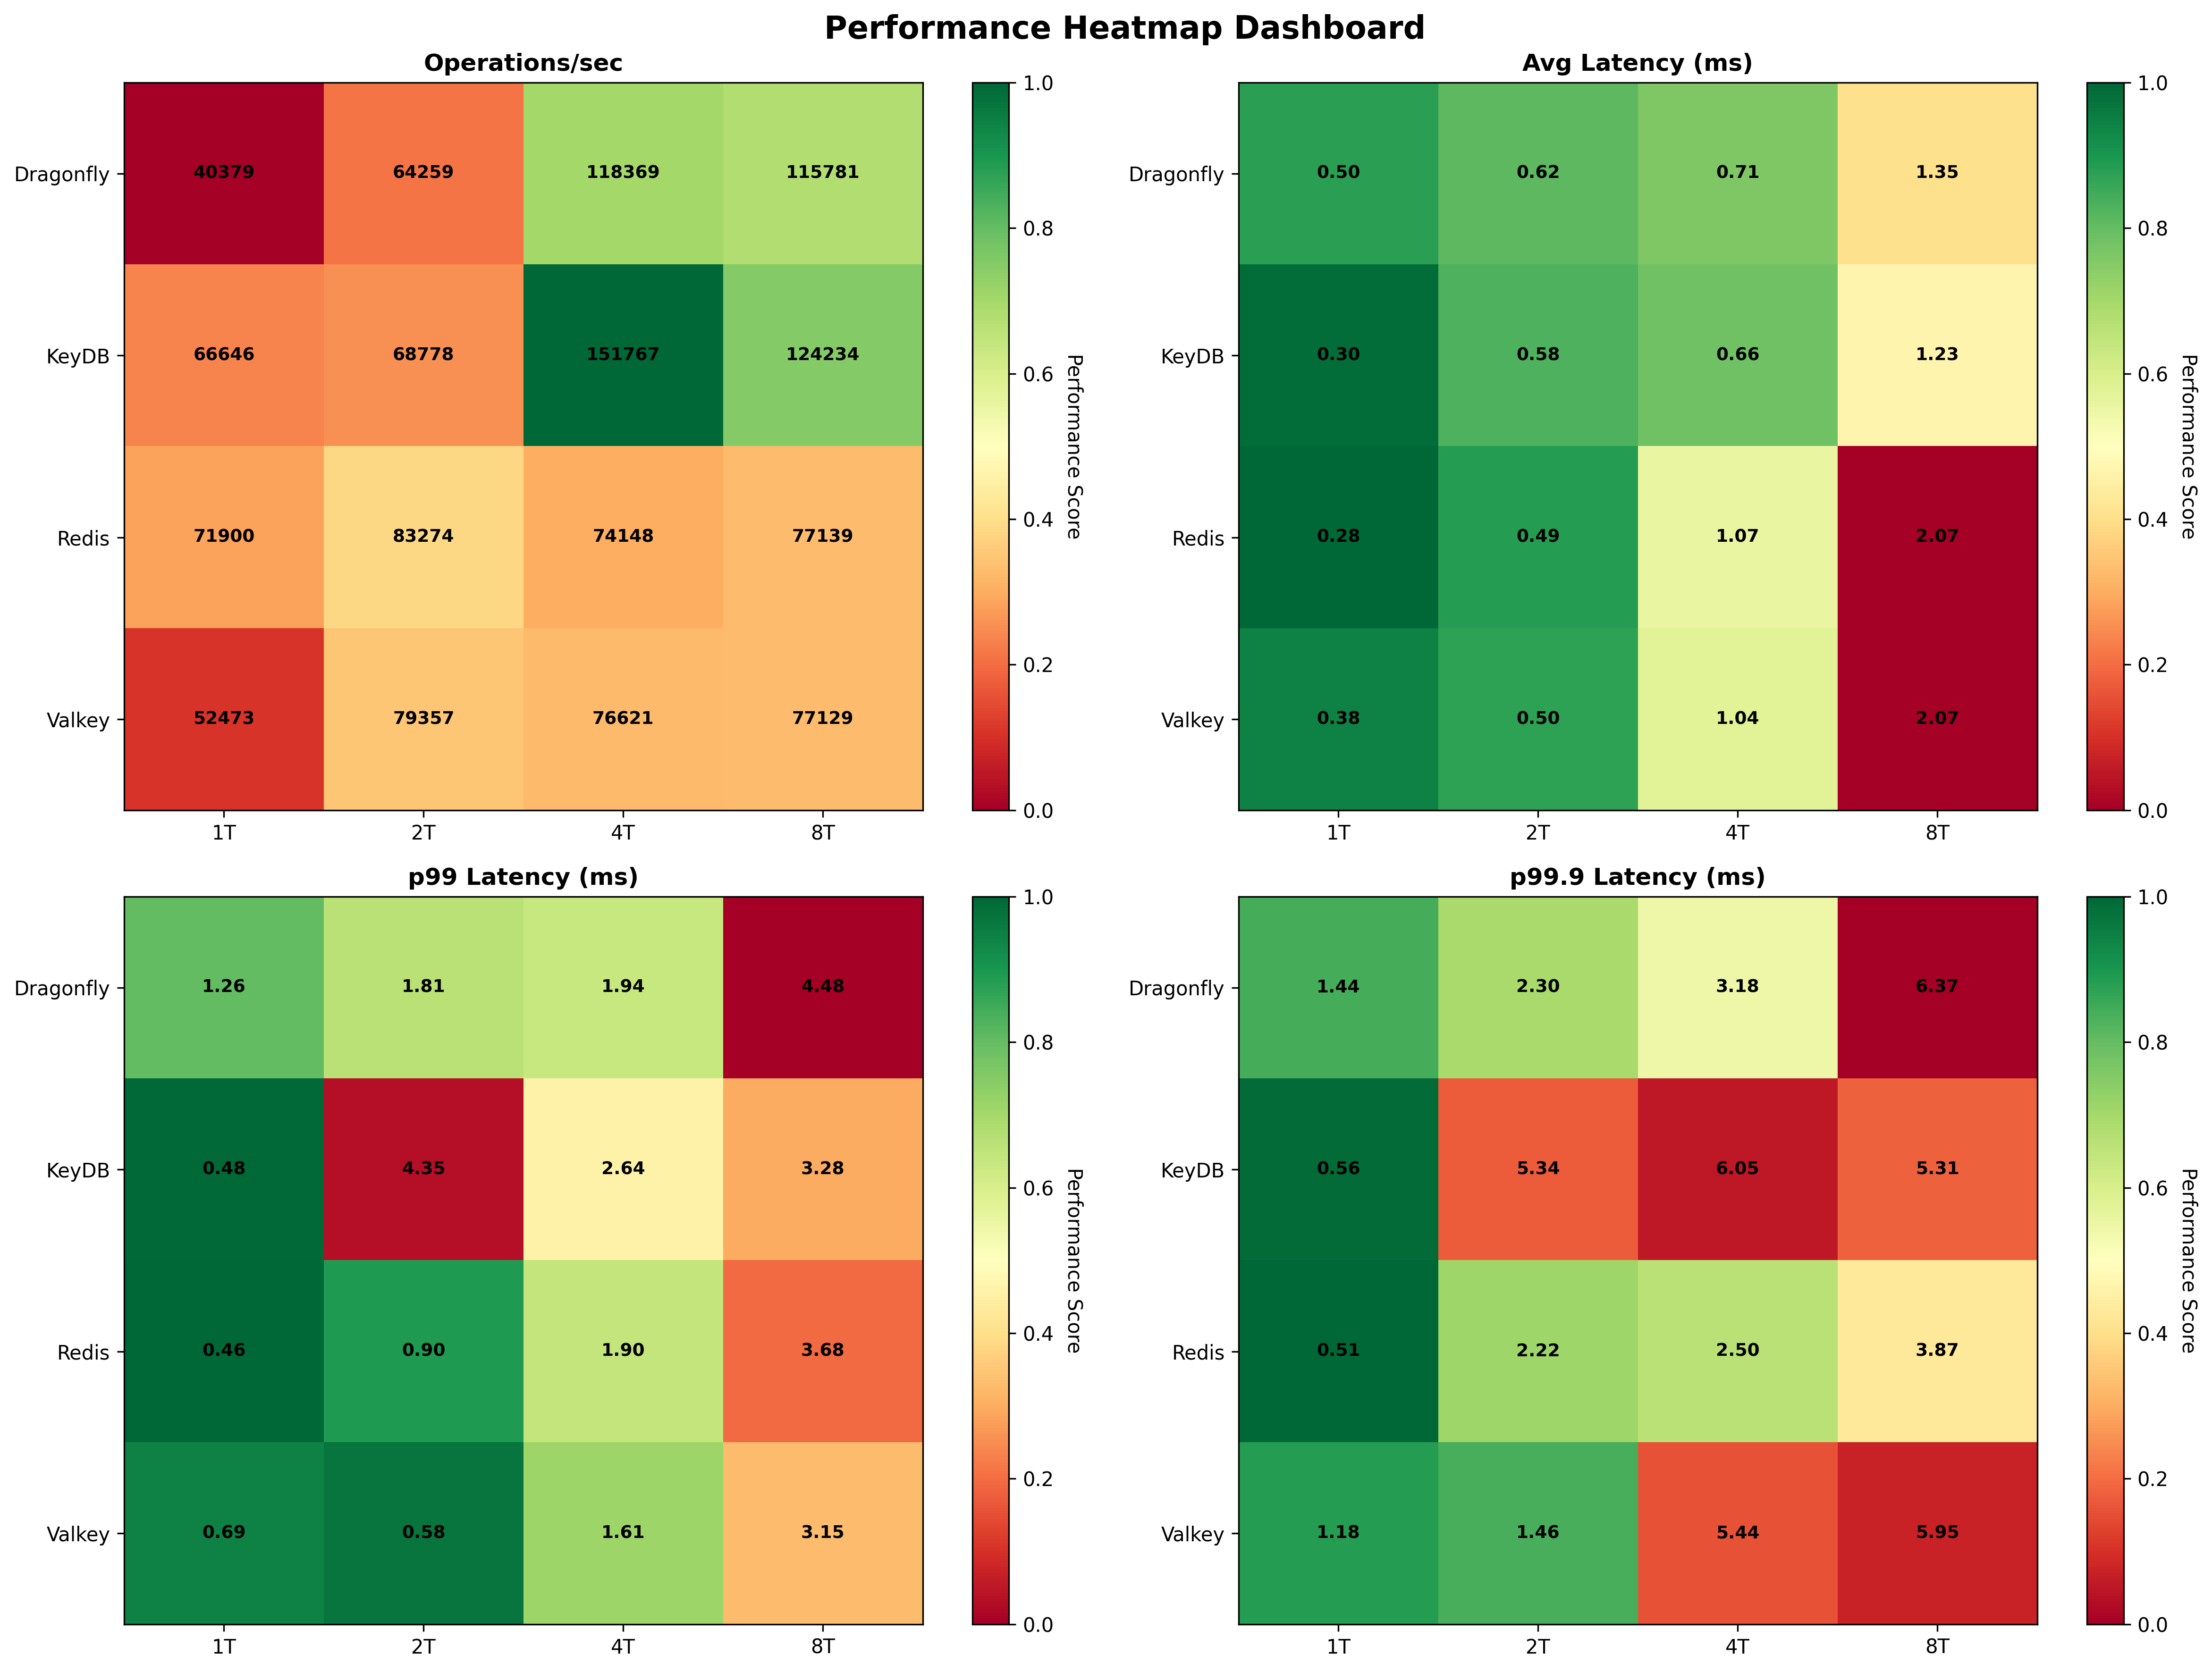 Performance Heatmap Dashboard
Operations/sec
Dragonfly 40379 64259 118369 115781
KeyDB 66646 68778 151767 124234
Redis 71900 83274 74148 77139
Valkey 52473 79357 76621 77129
1T 2T 4T 8T
1.0
0.8
0.6
0.4
0.2
0.0
Performance Score
Avg Latency (ms)
Dragonfly 0.50 0.62 0.71 1.35
KeyDB 0.30 0.58 0.66 1.23
Redis 0.28 0.49 1.07 2.07
Valkey 0.38 0.50 1.04 2.07
1T 2T 4T 8T
1.0
0.8
0.6
0.4
0.2
0.0
Performance Score
p99 Latency (ms)
Dragonfly 1.26 1.81 1.94 4.48
KeyDB 0.48 4.35 2.64 3.28
Redis 0.46 0.90 1.90 3.68
Valkey 0.69 0.58 1.61 3.15
1T 2T 4T 8T
1.0
0.8
0.6
0.4
0.2
0.0
Performance Score
p99.9 Latency (ms)
Dragonfly 1.44 2.30 3.18 6.37
KeyDB 0.56 5.34 6.05 5.31
Redis 0.51 2.22 2.50 3.87
Valkey 1.18 1.46 5.44 5.95
1T 2T 4T 8T
1.0
0.8
0.6
0.4
0.2
0.0
Performance Score